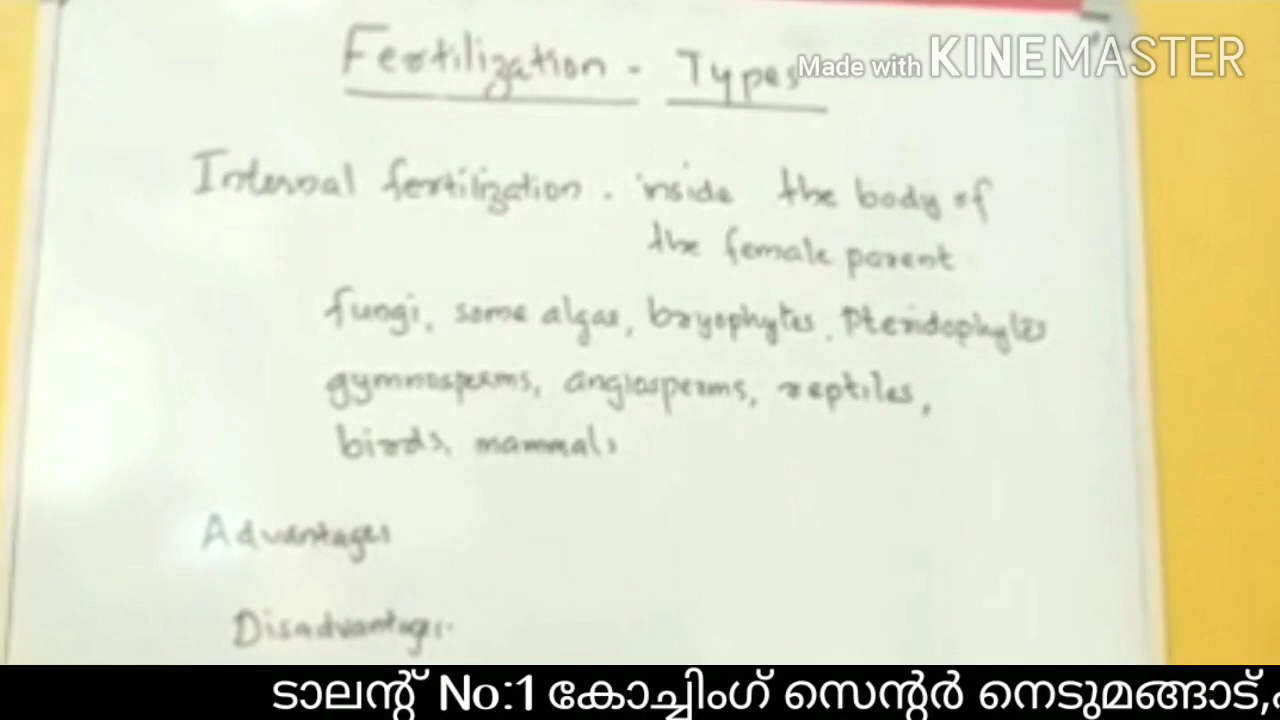 Fertilization - Types
Made with KINEMASTER
Internal fertilization - inside the body of
the female parent
fungi, some algae, bryophytes, Pteridophytes
gymnosperms, angiosperms, reptiles,
birds, mammals
Advantages
Disadvantages
ടാലന്റ് No:1 കോച്ചിംഗ് സെന്റർ നെടുമങ്ങാട്,